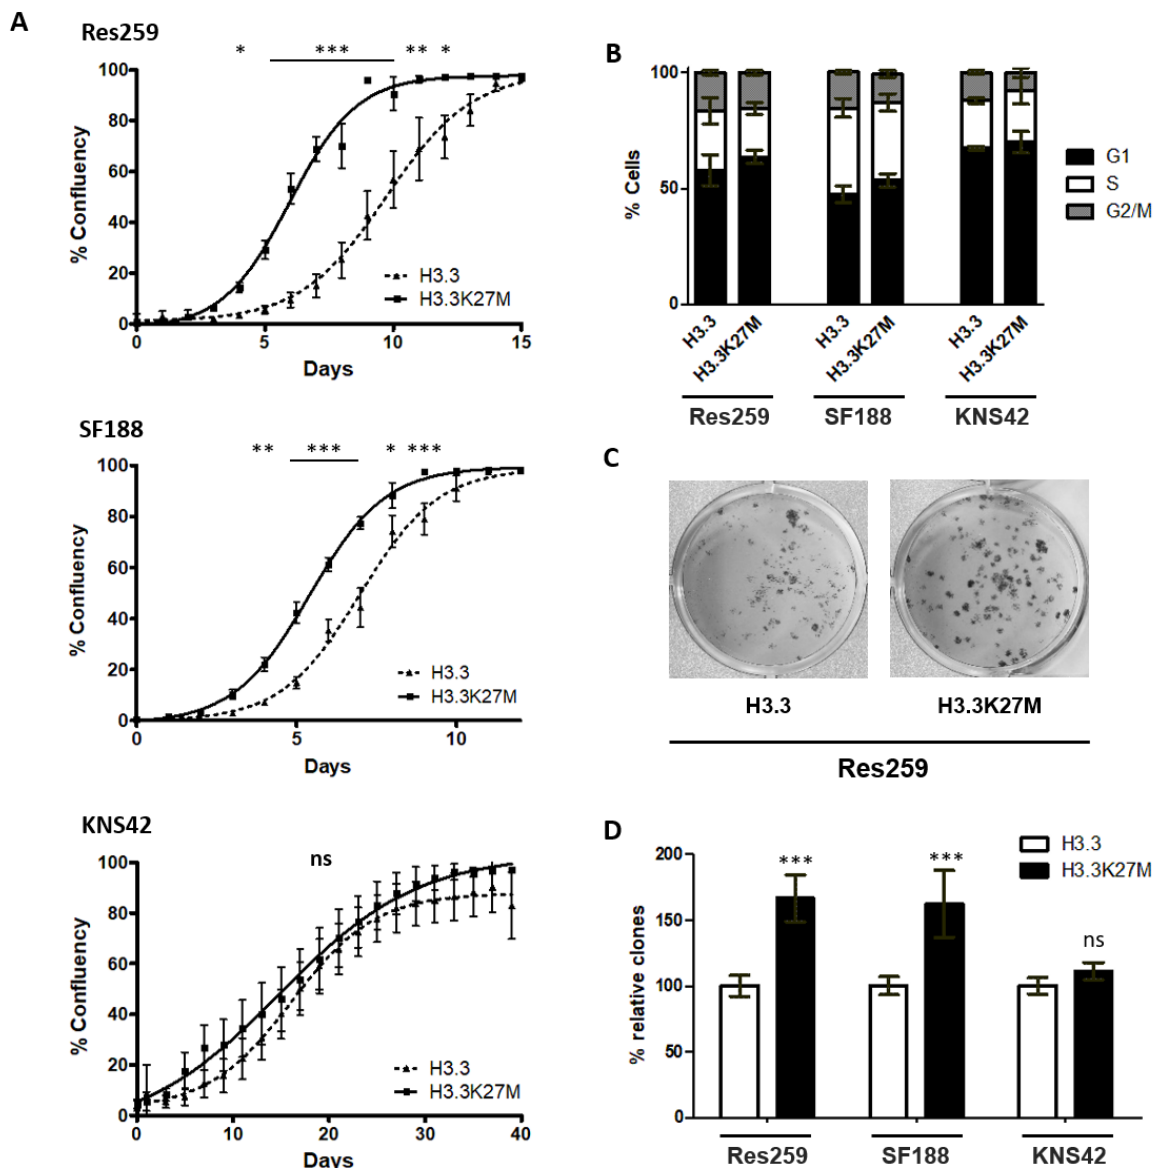 A
Res259
* *** ** *
% Confluency
100
80
60
40
20
0
H3.3
H3.3K27M
0 5 10 15
Days
SF188
** *** * ***
% Confluency
100
80
60
40
20
0
H3.3
H3.3K27M
0 5 10
Days
KNS42
ns
% Confluency
100
80
60
40
20
0
H3.3
H3.3K27M
0 10 20 30 40
Days
B
% Cells
100
50
0
G1
S
G2/M
H3.3
H3.3K27M
H3.3
H3.3K27M
H3.3
H3.3K27M
Res259 SF188 KNS42
C
H3.3 H3.3K27M
Res259
D
H3.3
H3.3K27M
% relative clones
200
150
100
50
0
*** *** ns
Res259 SF188 KNS42